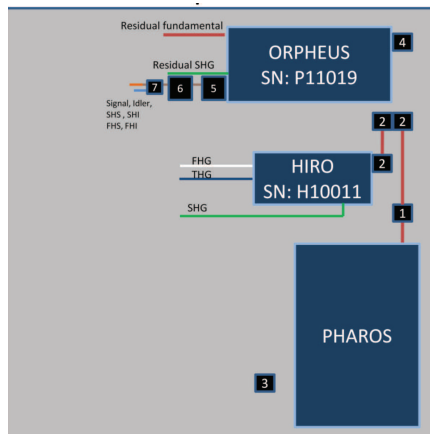 Residual fundamental
ORPHEUS
SN: P11019
4
Residual SHG
7
6
5
Signal, Idler,
SHS , SHI
FHS, FHI
2
2
FHG
THG
HIRO
SN: H10011
2
SHG
1
PHAROS
3